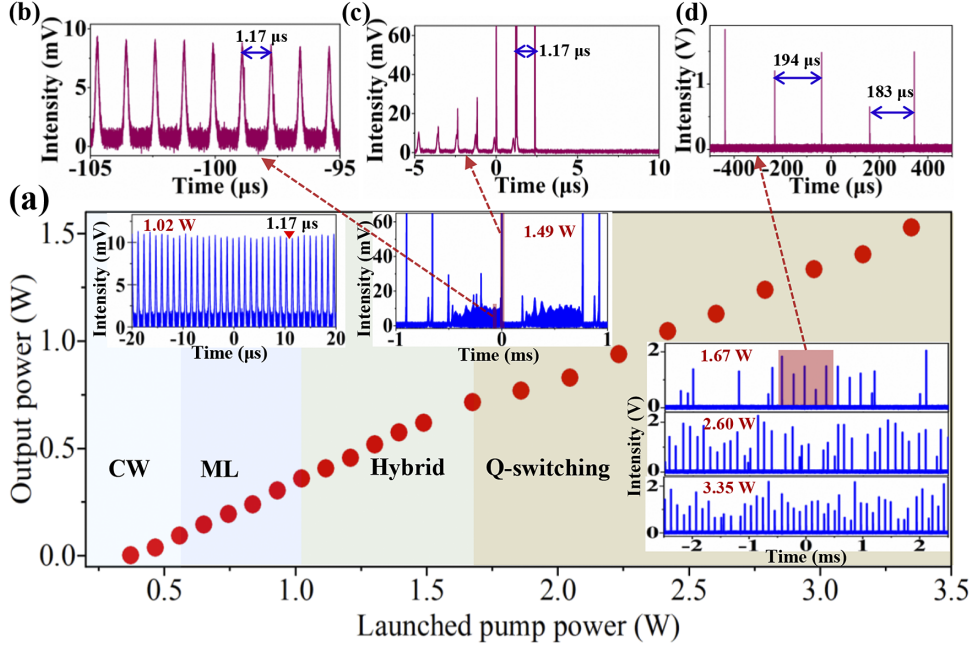 (b)
Intensity (mV)
10
5
0
1.17 µs
-105
-100
-95
Time (µs)
(c)
Intensity (mV)
60
40
20
0
1.17 µs
-5
0
5
10
Time (µs)
(d)
Intensity (V)
1
0
194 µs
183 µs
-400
-200
0
200
400
Time (µs)
(a)
Output power (W)
1.5
1.0
0.5
0.0
Intensity (mV)
10
5
0
1.02 W
1.17 µs
-20
-10
0
10
20
Time (µs)
Intensity (mV)
60
40
20
0
1.49 W
-1
0
1
Time (ms)
CW
ML
Hybrid
Q-switching
Intensity (V)
2
0
1.67 W
2
0
2.60 W
2
0
3.35 W
-2
-1
0
1
2
Time (ms)
0.5
1.0
1.5
2.0
2.5
3.0
3.5
Launched pump power (W)